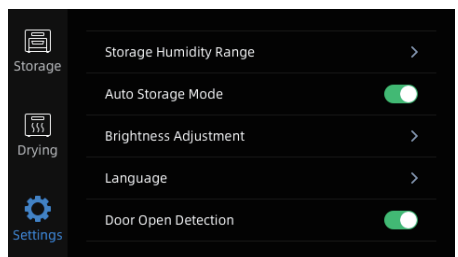 Storage
Drying
Settings
Storage Humidity Range
Auto Storage Mode
Brightness Adjustment
Language
Door Open Detection